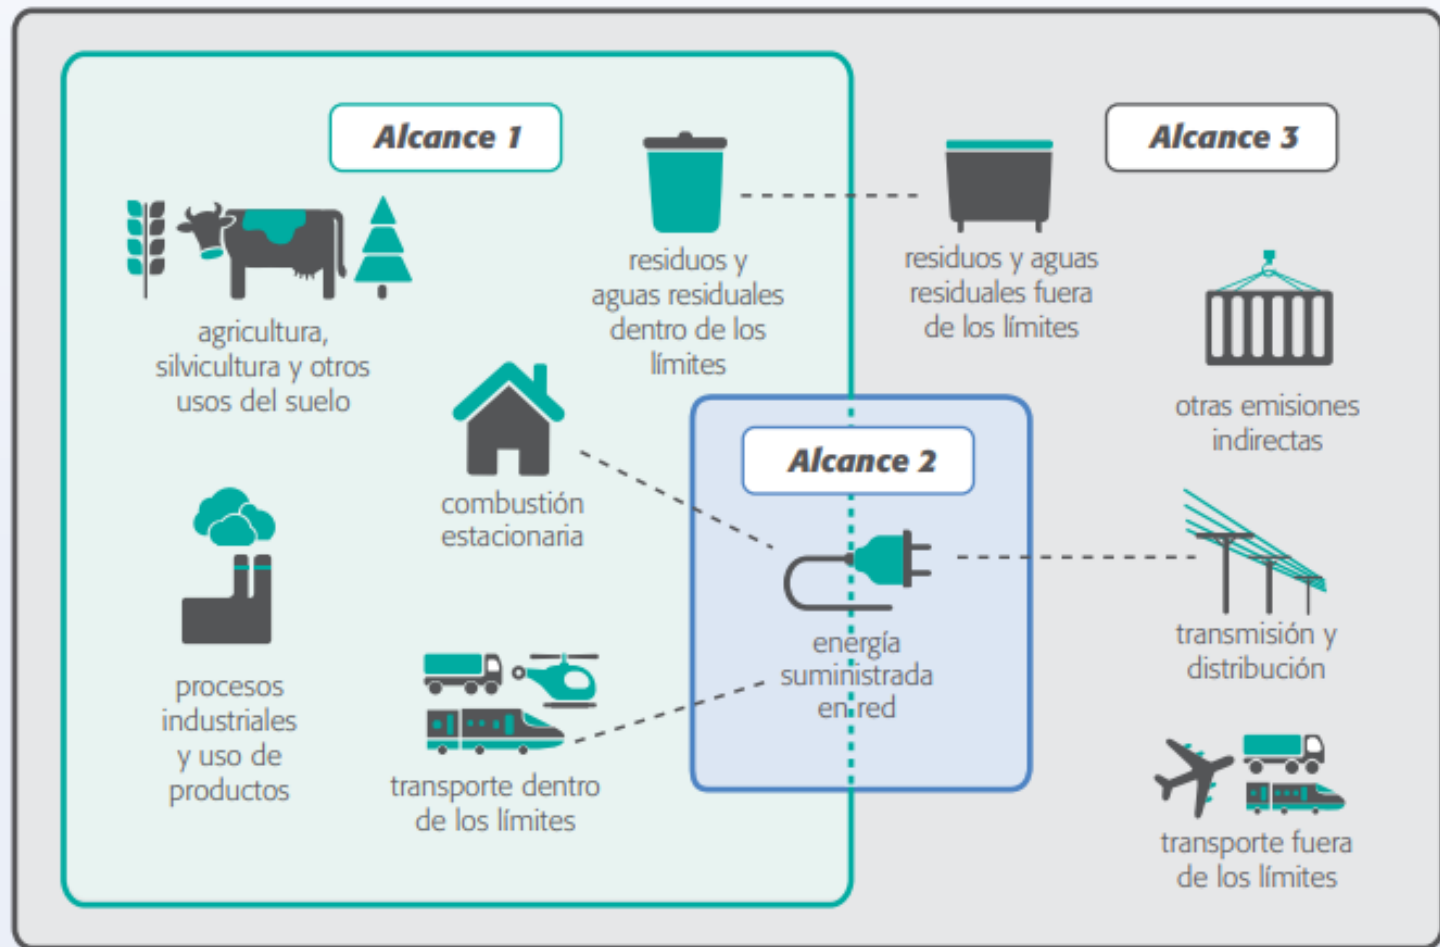 Alcance 1
agricultura,
silvicultura y otros
usos del suelo
residuos y
aguas residuales
dentro de los
límites
combustión
estacionaria
procesos
industriales
y uso de
productos
transporte dentro
de los límites
Alcance 2
energía
suministrada
en red
Alcance 3
residuos y aguas
residuales fuera
de los límites
otras emisiones
indirectas
transmisión y
distribución
transporte fuera
de los límites